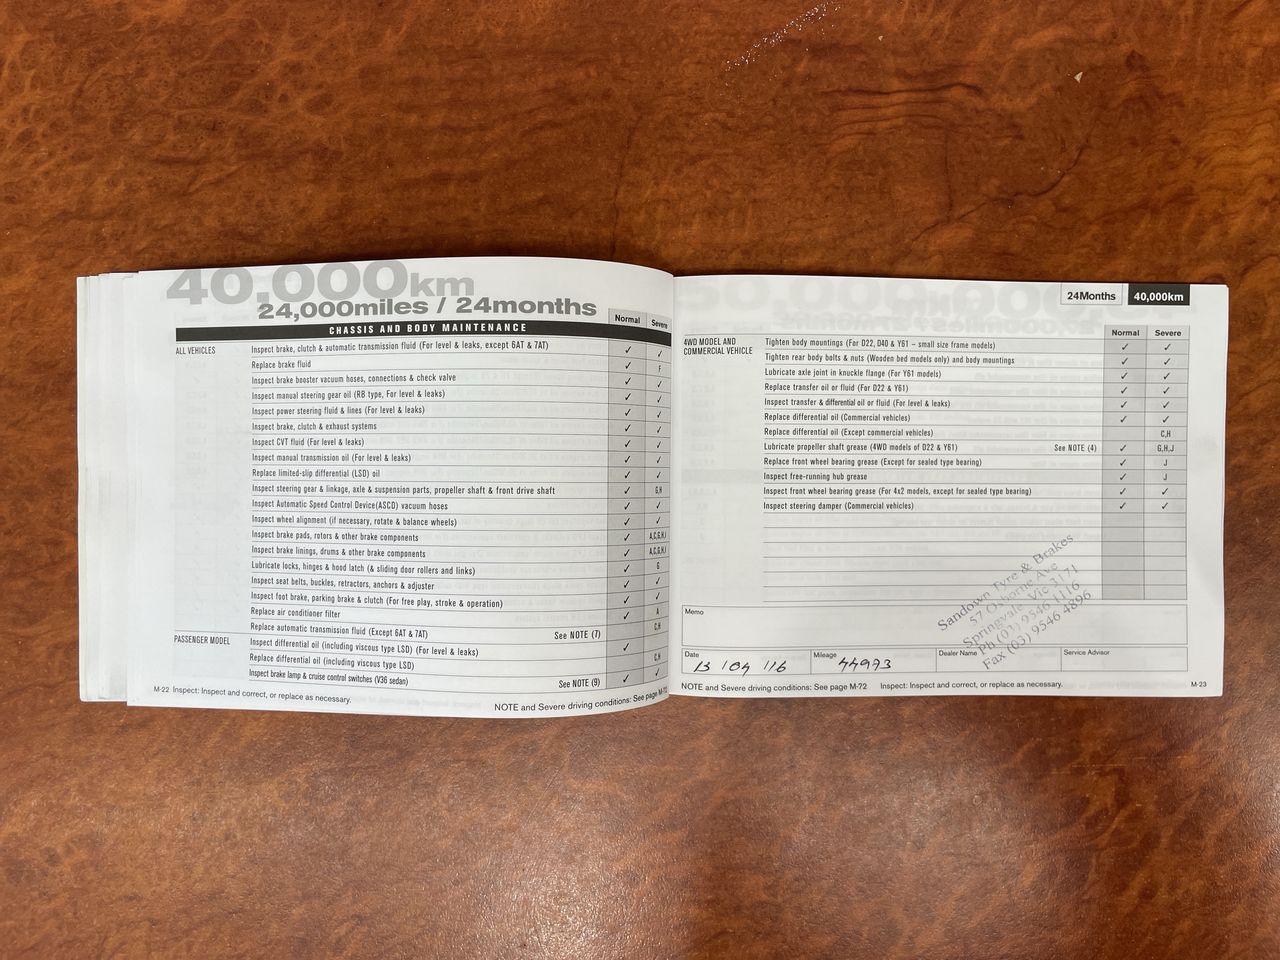 40,000km
24,000miles / 24months
Normal Severe
CHASSIS AND BODY MAINTENANCE
ALL VEHICLES Inspect brake, clutch & automatic transmission fluid (For level & leaks, except 6AT & 7AT) ✓ ✓
Replace brake fluid ✓ F
Inspect brake booster vacuum hoses, connections & check valve ✓ ✓
Inspect manual steering gear oil (RB type, For level & leaks) ✓ ✓
Inspect power steering fluid & lines (For level & leaks) ✓ ✓
Inspect brake, clutch & exhaust systems ✓ ✓
Inspect CVT fluid (For level & leaks) ✓ ✓
Inspect manual transmission oil (For level & leaks) ✓ ✓
Replace limited-slip differential (LSD) oil ✓ ✓
Inspect steering gear & linkage, axle & suspension parts, propeller shaft & front drive shaft ✓ G,H
Inspect Automatic Speed Control Device(ASCD) vacuum hoses ✓ ✓
Inspect wheel alignment (if necessary, rotate & balance wheels) ✓ ✓
Inspect brake pads, rotors & other brake components ✓ A,C,G,H,I
Inspect brake linings, drums & other brake components ✓ A,C,G,H,I
Lubricate locks, hinges & hood latch (& sliding door rollers and links) ✓ G
Inspect seat belts, buckles, retractors, anchors & adjuster ✓ ✓
Inspect foot brake, parking brake & clutch (For free play, stroke & operation) ✓ ✓
Replace air conditioner filter ✓ A
Replace automatic transmission fluid (Except 6AT & 7AT) See NOTE (7) C,H
PASSENGER MODEL Inspect differential oil (including viscous type LSD) (For level & leaks) ✓
Replace differential oil (including viscous type LSD) C,H
Inspect brake lamp & cruise control switches (V36 sedan) See NOTE (9) ✓ ✓
M-22 Inspect: Inspect and correct, or replace as necessary.
NOTE and Severe driving conditions: See page M-72
24Months 40,000km
Normal Severe
4WD MODEL AND
COMMERCIAL VEHICLE
Tighten body mountings (For D22, D40 & Y61 – small size frame models) ✓ ✓
Tighten rear body bolts & nuts (Wooden bed models only) and body mountings ✓ ✓
Lubricate axle joint in knuckle flange (For Y61 models) ✓ ✓
Replace transfer oil or fluid (For D22 & Y61) ✓ ✓
Inspect transfer & differential oil or fluid (For level & leaks) ✓ ✓
Replace differential oil (Commercial vehicles) ✓ ✓
Replace differential oil (Except commercial vehicles) C,H
Lubricate propeller shaft grease (4WD models of D22 & Y61) See NOTE (4) ✓ G,H,J
Replace front wheel bearing grease (Except for sealed type bearing) ✓ J
Inspect free-running hub grease ✓ J
Inspect front wheel bearing grease (For 4x2 models, except for sealed type bearing) ✓ ✓
Inspect steering damper (Commercial vehicles) ✓ ✓
Sandown Tyre & Brakes
57 Osborne Ave
Springvale Vic 3171
Ph (03) 9546 1116
Fax (03) 9546 4896
Memo
Date 13 / 04 / 16 Mileage 44993 Dealer Name Service Advisor
NOTE and Severe driving conditions: See page M-72 Inspect: Inspect and correct, or replace as necessary. M-23